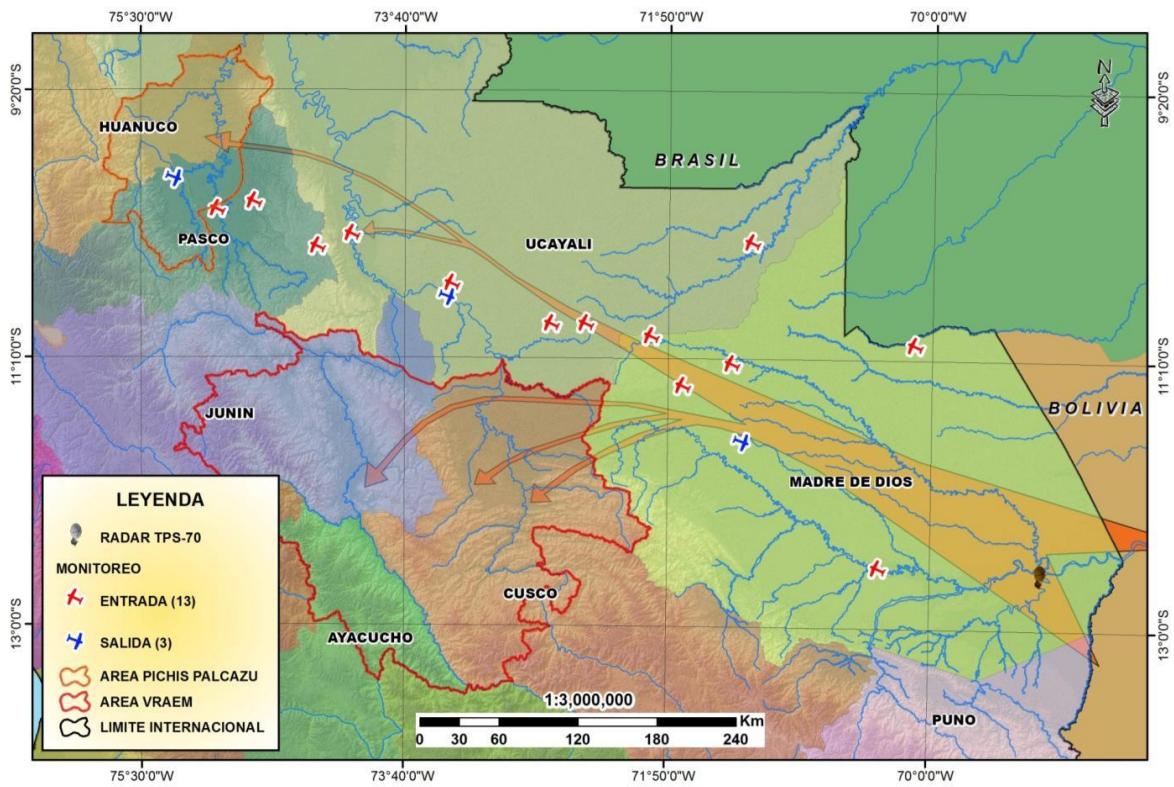 75°30'0"W
73°40'0"W
71°50'0"W
70°0'0"W
9°20'0"S
9°20'0"S
N
HUANUCO
BRASIL
PASCO
UCAYALI
11°10'0"S
11°10'0"S
BOLIVIA
JUNIN
MADRE DE DIOS
LEYENDA
RADAR TPS-70
MONITOREO
ENTRADA (13)
SALIDA (3)
AREA PICHIS PALCAZU
AREA VRAEM
LIMITE INTERNACIONAL
CUSCO
AYACUCHO
13°0'0"S
13°0'0"S
PUNO
1:3,000,000
Km
0 30 60 120 180 240
75°30'0"W
73°40'0"W
71°50'0"W
70°0'0"W